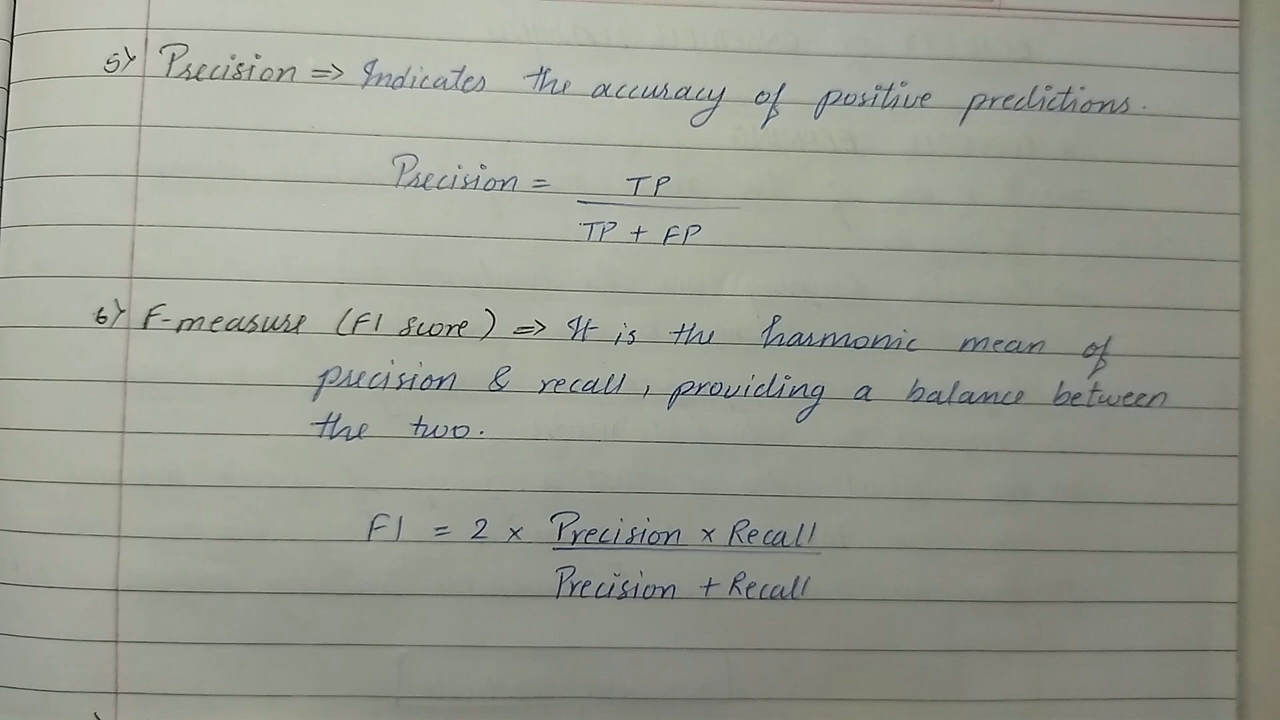 5) Precision => Indicates the accuracy of positive predictions.
Precision = TP
TP + FP
6) F-measure (F1 score) => It is the harmonic mean of
precision & recall, providing a balance between
the two.
F1 = 2 × Precision × Recall
Precision + Recall